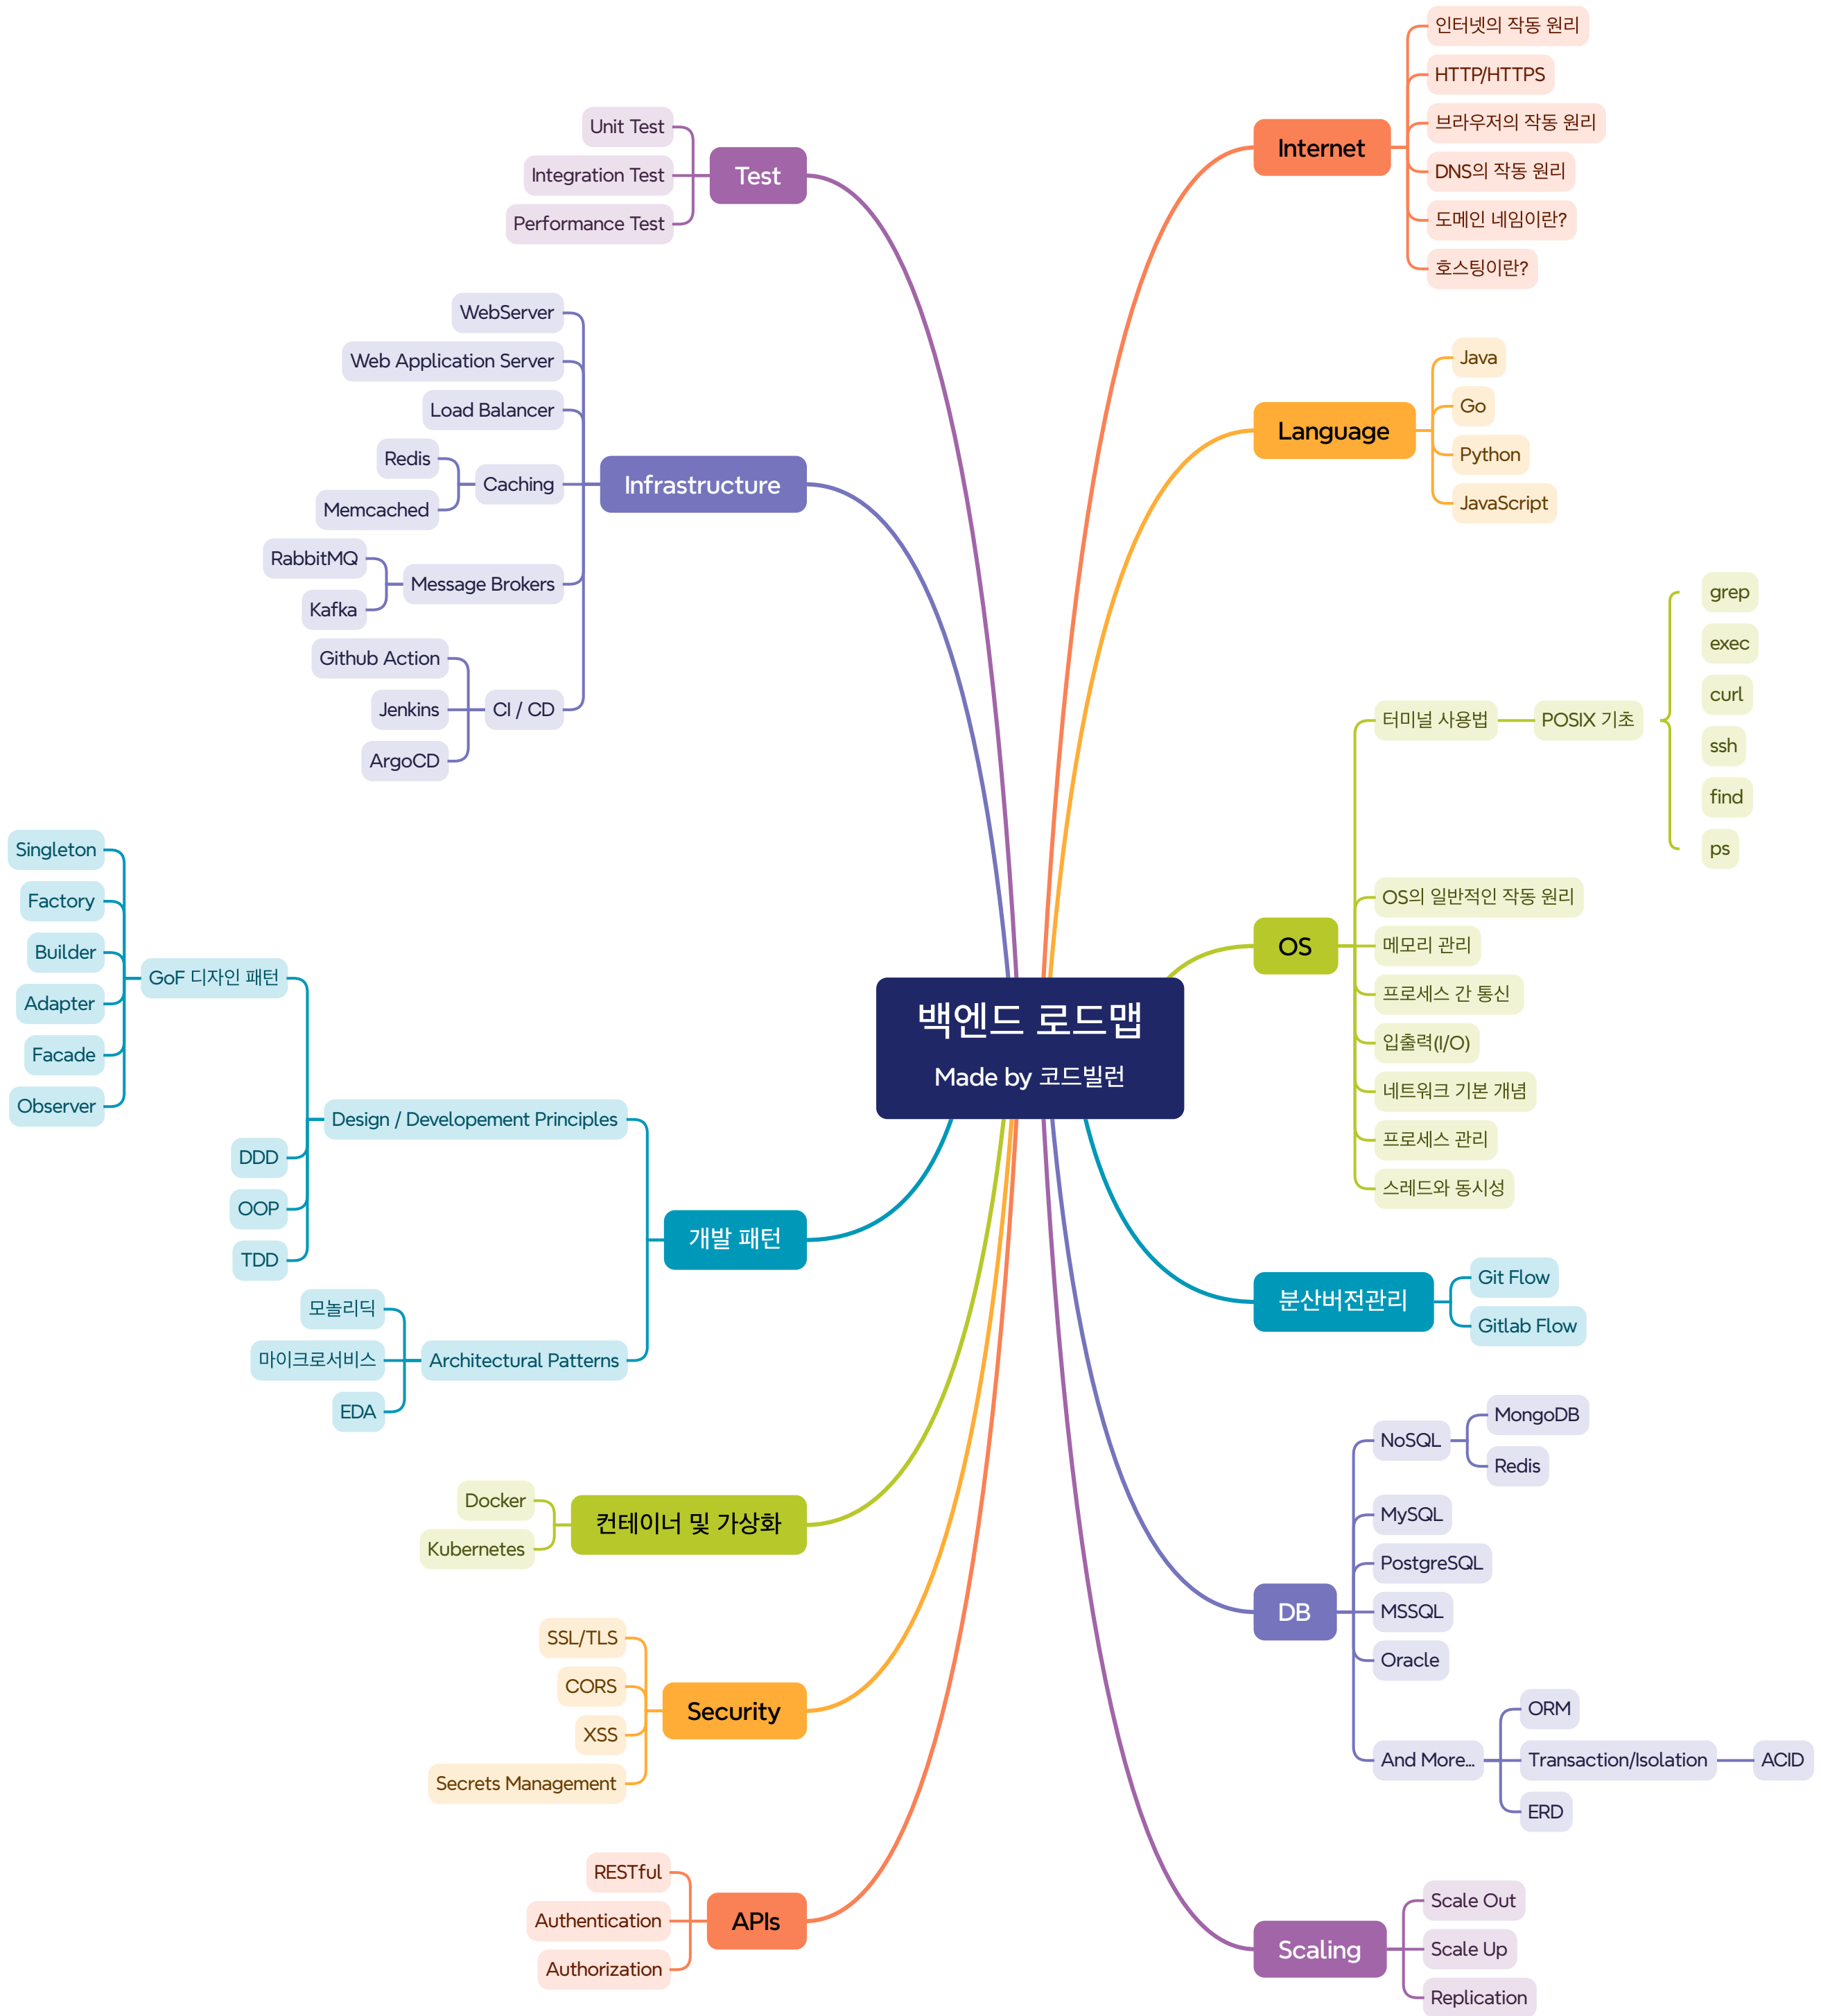 백엔드 로드맵
Made by 코드빌런
Internet
인터넷의 작동 원리
HTTP/HTTPS
브라우저의 작동 원리
DNS의 작동 원리
도메인 네임이란?
호스팅이란?
Language
Java
Go
Python
JavaScript
OS
터미널 사용법
POSIX 기초
grep
exec
curl
ssh
find
ps
OS의 일반적인 작동 원리
메모리 관리
프로세스 간 통신
입출력(I/O)
네트워크 기본 개념
프로세스 관리
스레드와 동시성
분산버전관리
Git Flow
Gitlab Flow
DB
NoSQL
MongoDB
Redis
MySQL
PostgreSQL
MSSQL
Oracle
And More...
ORM
Transaction/Isolation
ACID
ERD
Scaling
Scale Out
Scale Up
Replication
Test
Unit Test
Integration Test
Performance Test
Infrastructure
WebServer
Web Application Server
Load Balancer
Caching
Redis
Memcached
Message Brokers
RabbitMQ
Kafka
CI / CD
Github Action
Jenkins
ArgoCD
개발 패턴
Design / Developement Principles
GoF 디자인 패턴
Singleton
Factory
Builder
Adapter
Facade
Observer
DDD
OOP
TDD
Architectural Patterns
모놀리딕
마이크로서비스
EDA
컨테이너 및 가상화
Docker
Kubernetes
Security
SSL/TLS
CORS
XSS
Secrets Management
APIs
RESTful
Authentication
Authorization